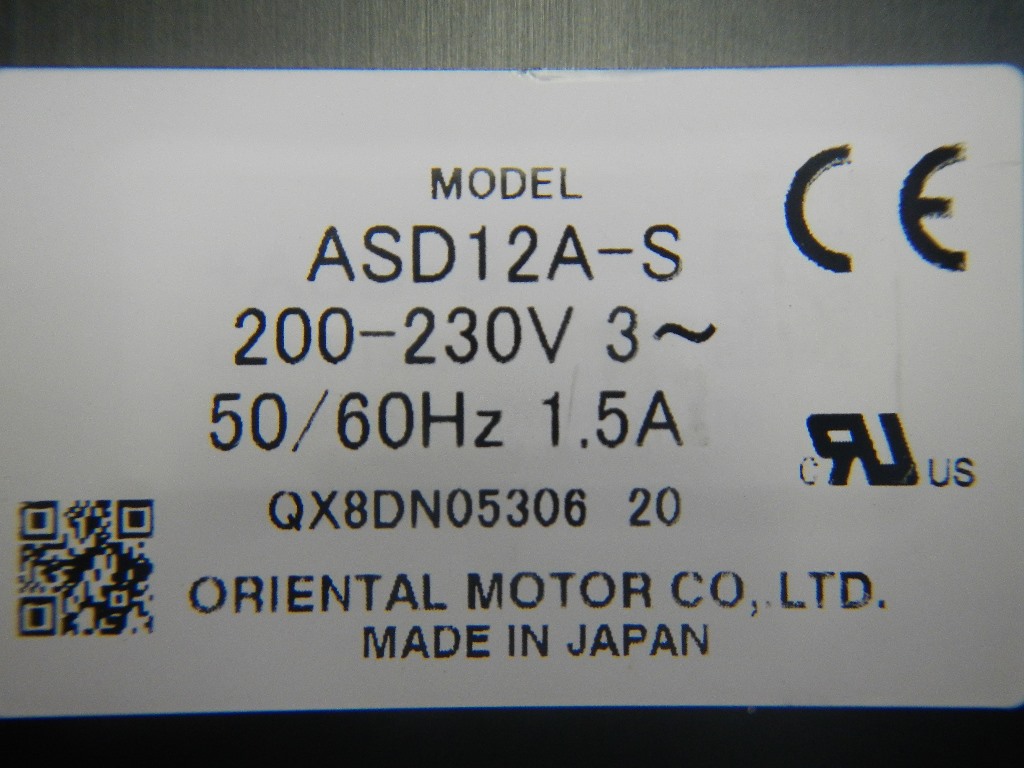 MODEL
ASD12A-S
200-230V 3~
50/60Hz 1.5A
QX8DN05306 20
ORIENTAL MOTOR CO., LTD.
MADE IN JAPAN
CE
c RU US